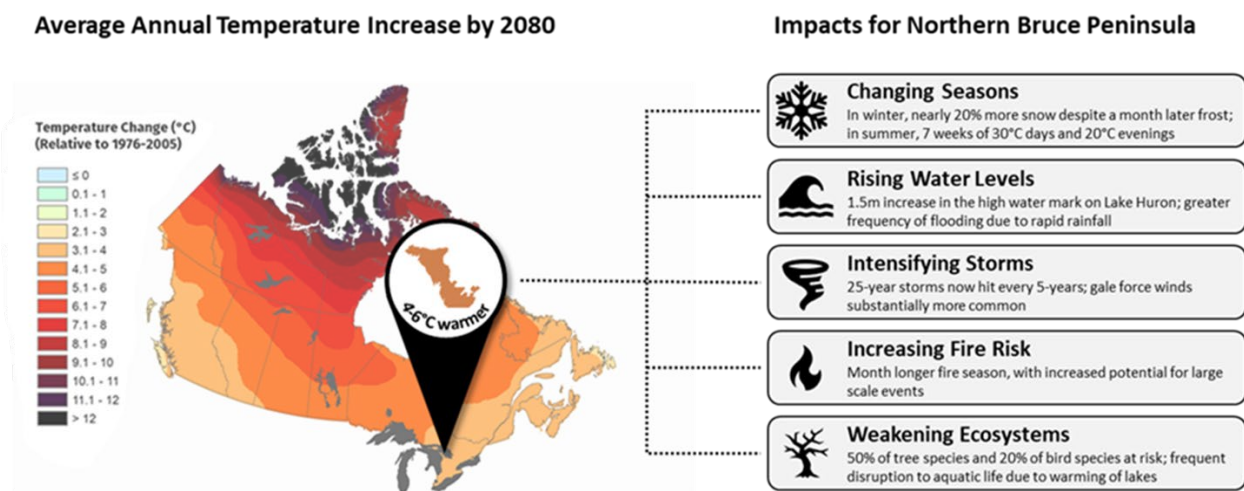 Average Annual Temperature Increase by 2080
Temperature Change (°C)
(Relative to 1976-2005)
≤ 0
0.1 - 1
1.1 - 2
2.1 - 3
3.1 - 4
4.1 - 5
5.1 - 6
6.1 - 7
7.1 - 8
8.1 - 9
9.1 - 10
10.1 - 11
11.1 - 12
> 12
4-6°C warmer
Impacts for Northern Bruce Peninsula
Changing Seasons
In winter, nearly 20% more snow despite a month later frost;
in summer, 7 weeks of 30°C days and 20°C evenings
Rising Water Levels
1.5m increase in the high water mark on Lake Huron; greater
frequency of flooding due to rapid rainfall
Intensifying Storms
25-year storms now hit every 5-years; gale force winds
substantially more common
Increasing Fire Risk
Month longer fire season, with increased potential for large
scale events
Weakening Ecosystems
50% of tree species and 20% of bird species at risk; frequent
disruption to aquatic life due to warming of lakes